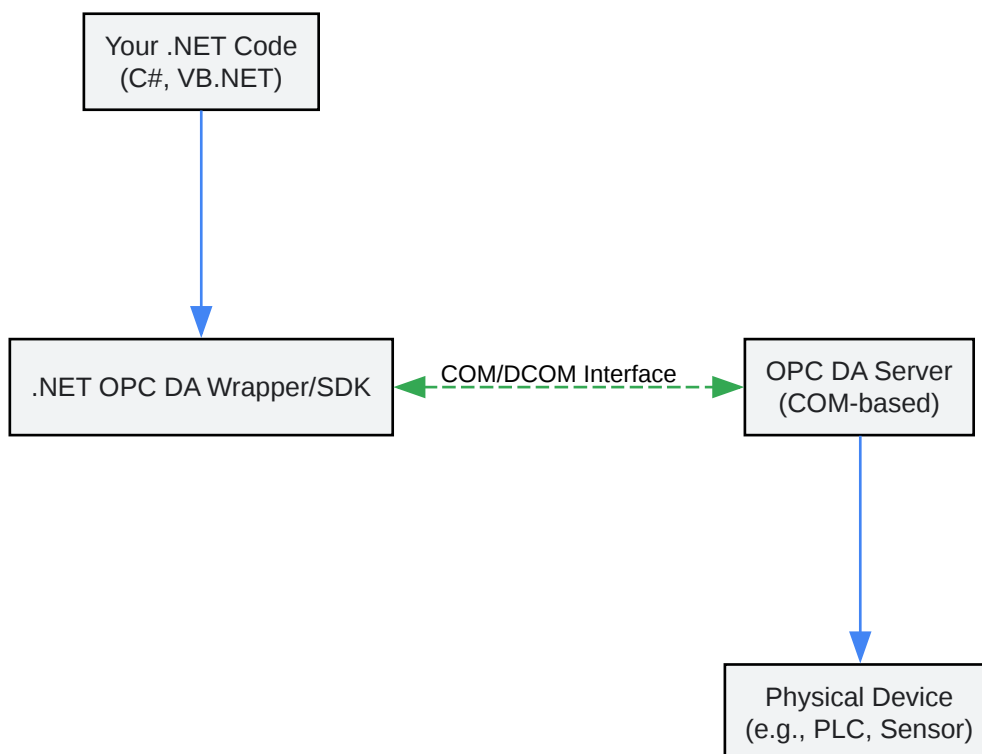 Your .NET Code
(C#, VB.NET)
.NET OPC DA Wrapper/SDK
COM/DCOM Interface
OPC DA Server
(COM-based)
Physical Device
(e.g., PLC, Sensor)